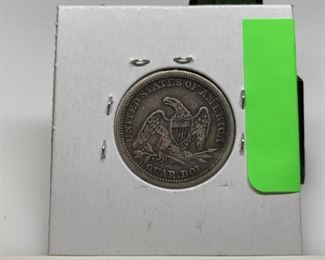 UNITED STATES OF AMERICA
QUAR. DOL.